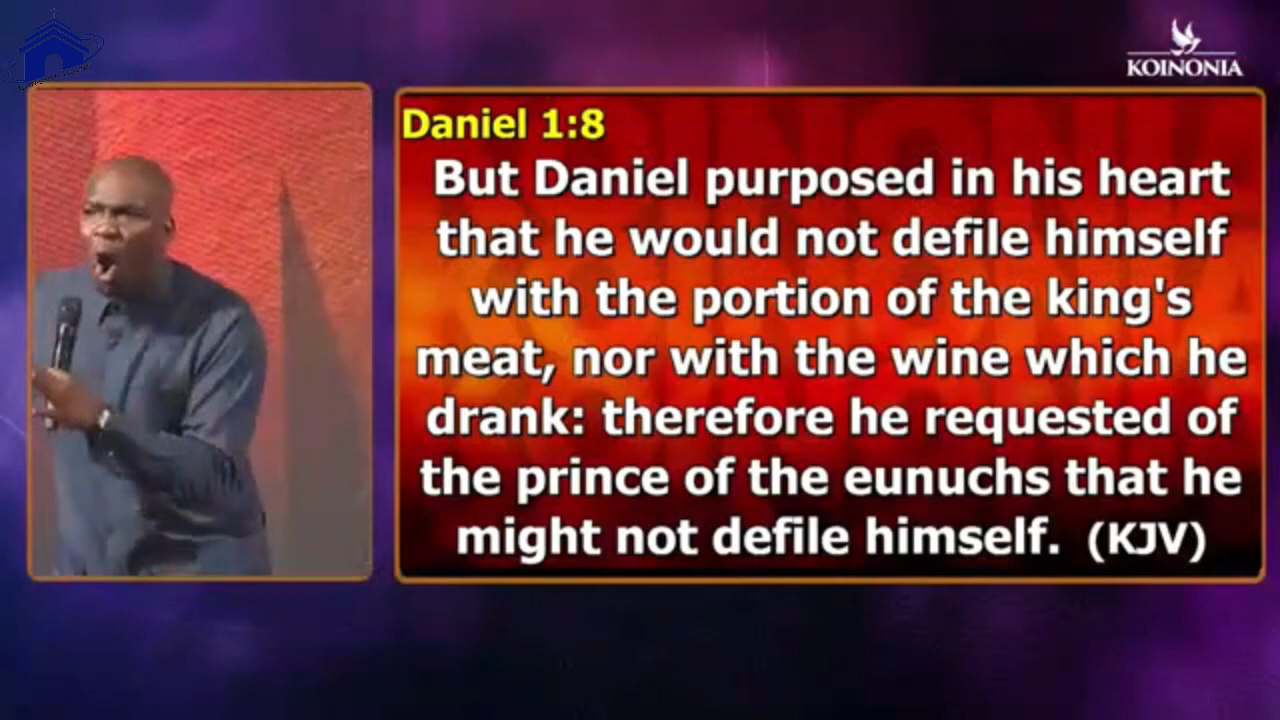 KOINONIA
Daniel 1:8
But Daniel purposed in his heart
that he would not defile himself
with the portion of the king's
meat, nor with the wine which he
drank: therefore he requested of
the prince of the eunuchs that he
might not defile himself. (KJV)